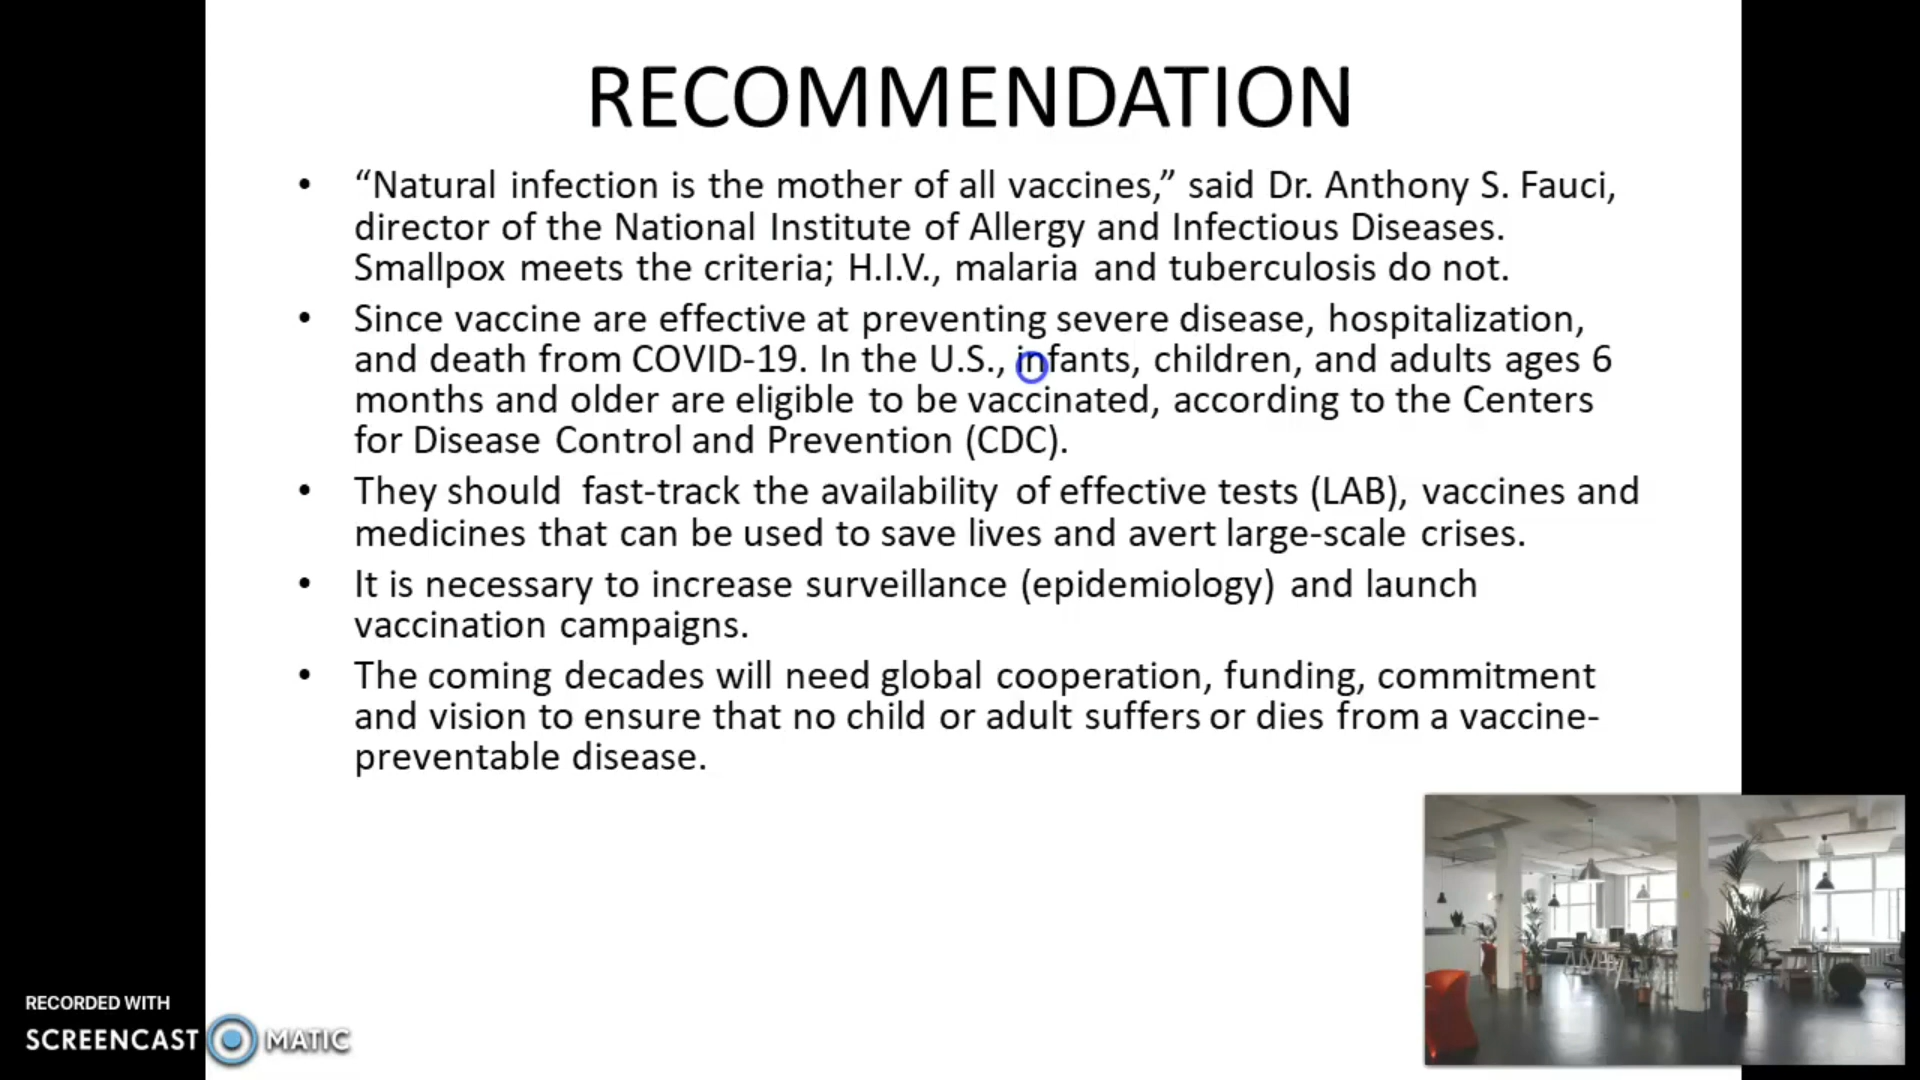 RECOMMENDATION
• “Natural infection is the mother of all vaccines,” said Dr. Anthony S. Fauci,
director of the National Institute of Allergy and Infectious Diseases.
Smallpox meets the criteria; H.I.V., malaria and tuberculosis do not.
• Since vaccine are effective at preventing severe disease, hospitalization,
and death from COVID-19. In the U.S., infants, children, and adults ages 6
months and older are eligible to be vaccinated, according to the Centers
for Disease Control and Prevention (CDC).
• They should fast-track the availability of effective tests (LAB), vaccines and
medicines that can be used to save lives and avert large-scale crises.
• It is necessary to increase surveillance (epidemiology) and launch
vaccination campaigns.
• The coming decades will need global cooperation, funding, commitment
and vision to ensure that no child or adult suffers or dies from a vaccine-
preventable disease.
RECORDED WITH
SCREENCAST MATIC